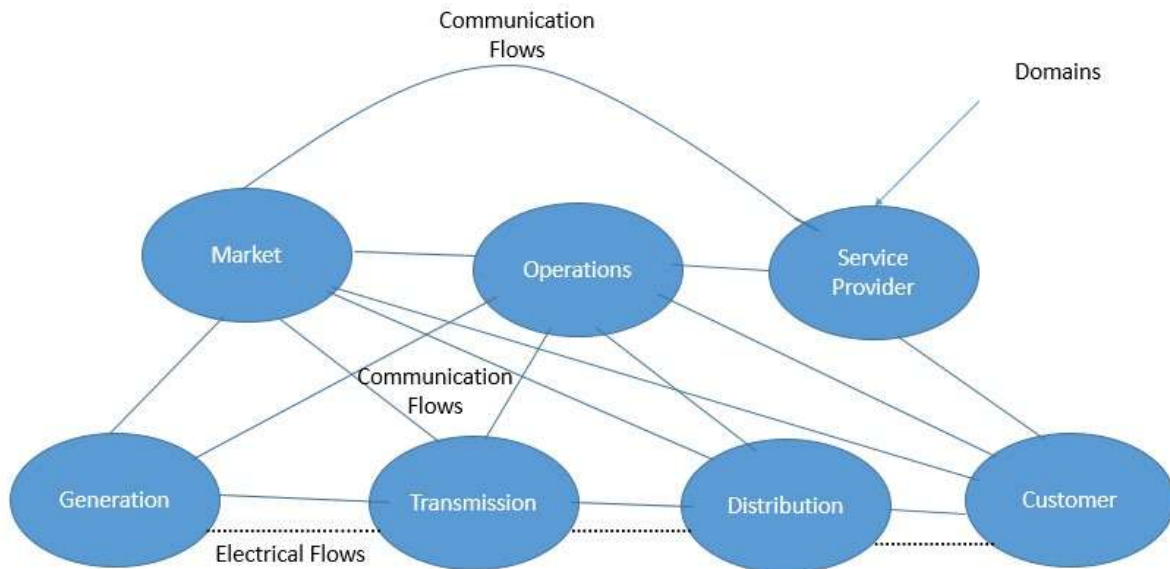 Communication
Flows
Domains
Market
Operations
Service
Provider
Communication
Flows
Generation
Transmission
Distribution
Customer
Electrical Flows